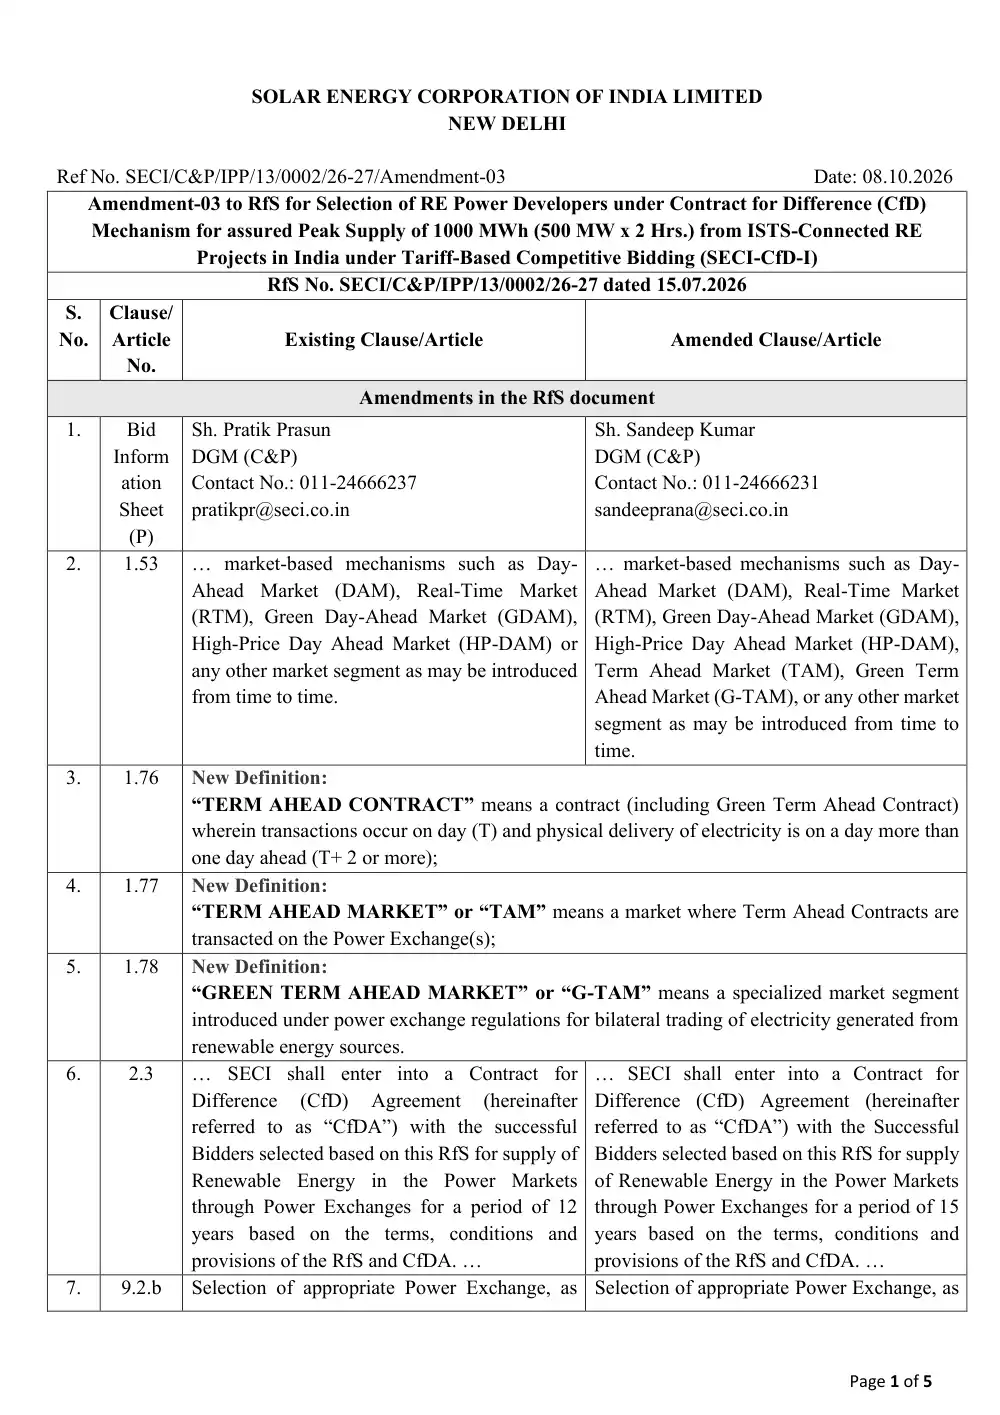 SOLAR ENERGY CORPORATION OF INDIA LIMITED
NEW DELHI
Ref No. SECI/C&P/IPP/13/0002/26-27/Amendment-03 Date: 08.10.2026
Amendment-03 to RfS for Selection of RE Power Developers under Contract for Difference (CfD)
Mechanism for assured Peak Supply of 1000 MWh (500 MW x 2 Hrs.) from ISTS-Connected RE
Projects in India under Tariff-Based Competitive Bidding (SECI-CfD-I)
RfS No. SECI/C&P/IPP/13/0002/26-27 dated 15.07.2026
S.
No.
Clause/
Article
No.
Existing Clause/Article
Amended Clause/Article
Amendments in the RfS document
1.
Bid
Inform
ation
Sheet
(P)
Sh. Pratik Prasun
DGM (C&P)
Contact No.: 011-24666237
pratikpr@seci.co.in
Sh. Sandeep Kumar
DGM (C&P)
Contact No.: 011-24666231
sandeeprana@seci.co.in
2.
1.53
… market-based mechanisms such as Day-
Ahead Market (DAM), Real-Time Market
(RTM), Green Day-Ahead Market (GDAM),
High-Price Day Ahead Market (HP-DAM) or
any other market segment as may be introduced
from time to time.
… market-based mechanisms such as Day-
Ahead Market (DAM), Real-Time Market
(RTM), Green Day-Ahead Market (GDAM),
High-Price Day Ahead Market (HP-DAM),
Term Ahead Market (TAM), Green Term
Ahead Market (G-TAM), or any other market
segment as may be introduced from time to
time.
3.
1.76
New Definition:
“TERM AHEAD CONTRACT” means a contract (including Green Term Ahead Contract)
wherein transactions occur on day (T) and physical delivery of electricity is on a day more than
one day ahead (T+ 2 or more);
4.
1.77
New Definition:
“TERM AHEAD MARKET” or “TAM” means a market where Term Ahead Contracts are
transacted on the Power Exchange(s);
5.
1.78
New Definition:
“GREEN TERM AHEAD MARKET” or “G-TAM” means a specialized market segment
introduced under power exchange regulations for bilateral trading of electricity generated from
renewable energy sources.
6.
2.3
… SECI shall enter into a Contract for
Difference (CfD) Agreement (hereinafter
referred to as “CfDA”) with the successful
Bidders selected based on this RfS for supply of
Renewable Energy in the Power Markets
through Power Exchanges for a period of 12
years based on the terms, conditions and
provisions of the RfS and CfDA. …
… SECI shall enter into a Contract for
Difference (CfD) Agreement (hereinafter
referred to as “CfDA”) with the Successful
Bidders selected based on this RfS for supply
of Renewable Energy in the Power Markets
through Power Exchanges for a period of 15
years based on the terms, conditions and
provisions of the RfS and CfDA. …
7.
9.2.b
Selection of appropriate Power Exchange, as
Selection of appropriate Power Exchange, as
Page 1 of 5